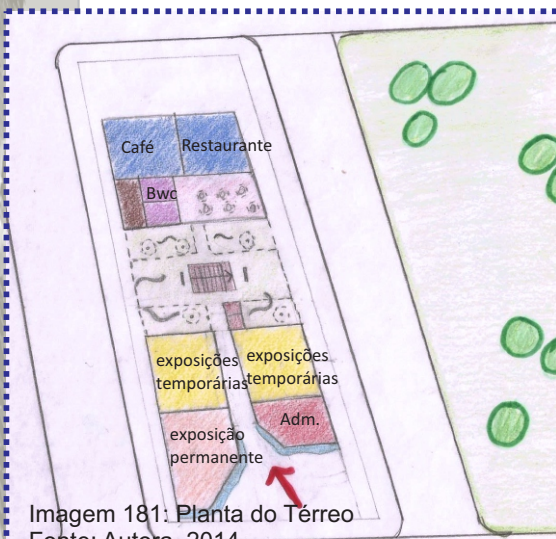 Café
Restaurante
Bwc
exposições
temporárias
exposições
temporárias
Adm.
exposição
permanente
Imagem 181: Planta do Térreo
Fonte: Autora, 2014